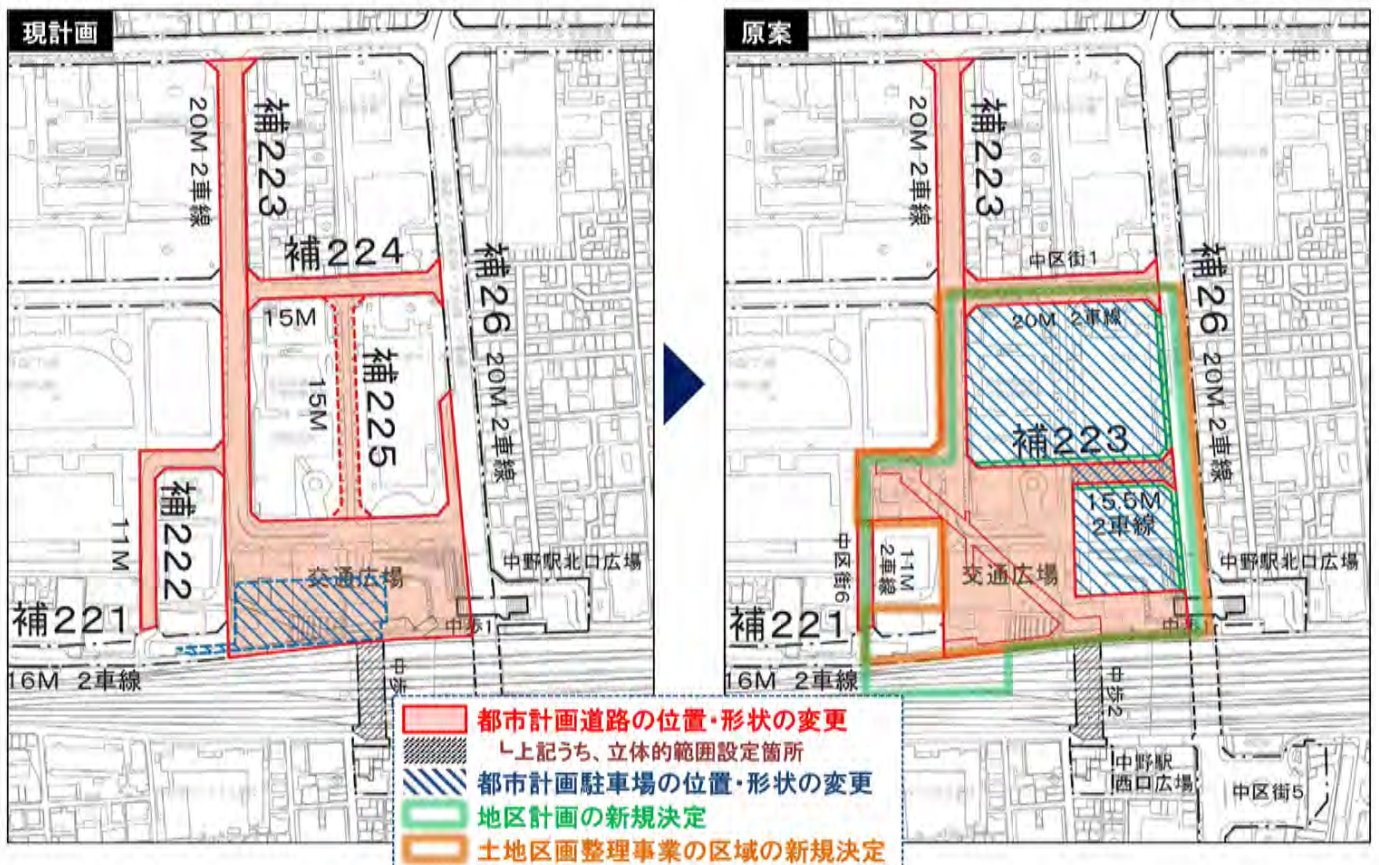 現計画
20M 2車線
補223
補224
補26
20M 2車線
15M
15M
補225
補222
11M
交通広場
中野駅北口広場
中歩1
補221
16M 2車線
中歩
原案
20M 2車線
補223
中区街1
補26
20M 2車線
20M 2車線
補223
15.5M
2車線
中区街6
11M
2車線
交通広場
中野駅北口広場
中歩1
補221
16M 2車線
中歩2
中野駅
西口広場
中区街5
都市計画道路の位置・形状の変更
└上記うち、立体的範囲設定箇所
都市計画駐車場の位置・形状の変更
地区計画の新規決定
土地区画整理事業の区域の新規決定